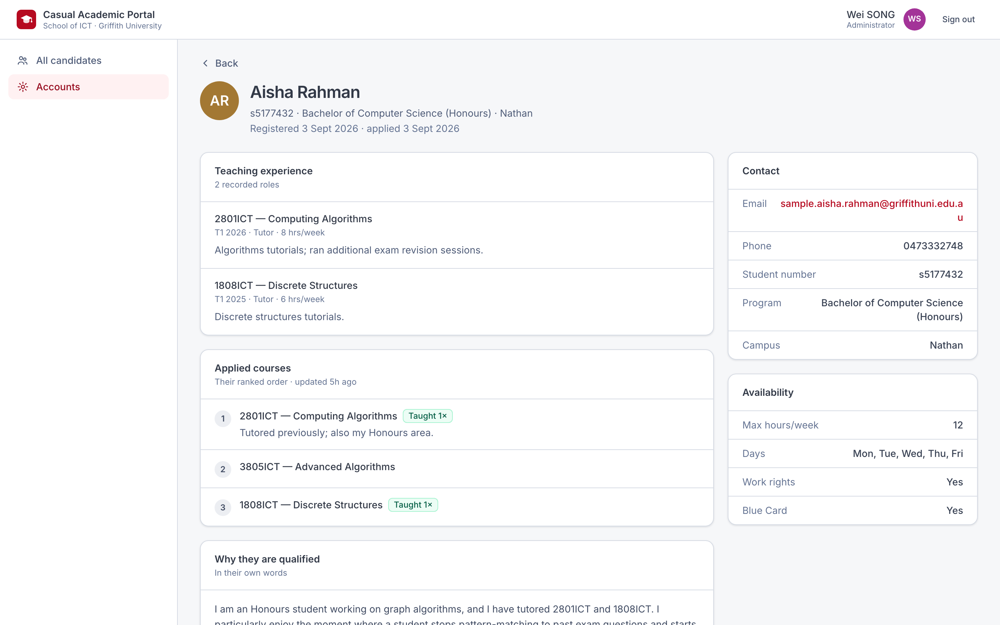 Casual Academic Portal
School of ICT · Griffith University
Wei SONG
Administrator
WS
Sign out
All candidates
Accounts
Back
AR
Aisha Rahman
s5177432 · Bachelor of Computer Science (Honours) · Nathan
Registered 3 Sept 2026 · applied 3 Sept 2026
Teaching experience
2 recorded roles
2801ICT — Computing Algorithms
T1 2026 · Tutor · 8 hrs/week
Algorithms tutorials; ran additional exam revision sessions.
1808ICT — Discrete Structures
T1 2025 · Tutor · 6 hrs/week
Discrete structures tutorials.
Applied courses
Their ranked order · updated 5h ago
1
2801ICT — Computing Algorithms
Taught 1×
Tutored previously; also my Honours area.
2
3805ICT — Advanced Algorithms
3
1808ICT — Discrete Structures
Taught 1×
Why they are qualified
In their own words
I am an Honours student working on graph algorithms, and I have tutored 2801ICT and 1808ICT. I
particularly enjoy the moment where a student stops pattern-matching to past exam questions and starts
Contact
Email
sample.aisha.rahman@griffithuni.edu.a
u
Phone
0473332748
Student number
s5177432
Program
Bachelor of Computer Science
(Honours)
Campus
Nathan
Availability
Max hours/week
12
Days
Mon, Tue, Wed, Thu, Fri
Work rights
Yes
Blue Card
Yes